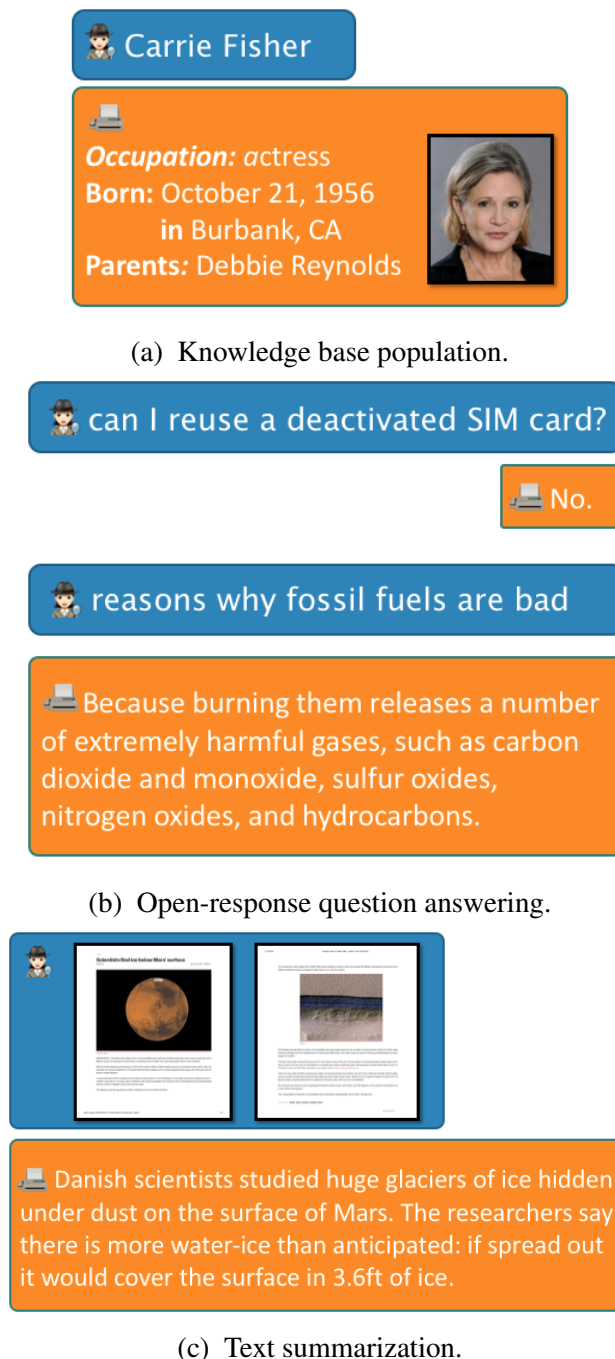 Carrie Fisher
Occupation: actress
Born: October 21, 1956
in Burbank, CA
Parents: Debbie Reynolds
(a) Knowledge base population.
can I reuse a deactivated SIM card?
No.
reasons why fossil fuels are bad
Because burning them releases a number
of extremely harmful gases, such as carbon
dioxide and monoxide, sulfur oxides,
nitrogen oxides, and hydrocarbons.
(b) Open-response question answering.
Scientists find ice below Mars' surface
Danish scientists studied huge glaciers of ice hidden
under dust on the surface of Mars. The researchers say
there is more water-ice than anticipated: if spread out
it would cover the surface in 3.6ft of ice.
(c) Text summarization.